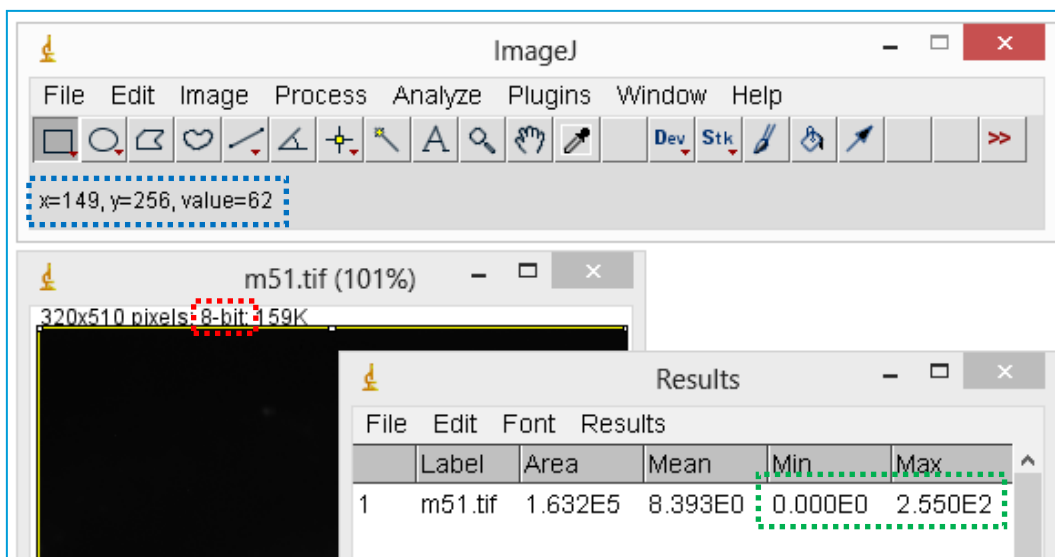 ImageJ
File Edit Image Process Analyze Plugins Window Help
A Dev Stk >>
x=149, y=256, value=62
m51.tif (101%)
320x510 pixels; 8-bit; 159K
Results
File Edit Font Results
Label Area Mean Min Max
1 m51.tif 1.632E5 8.393E0 0.000E0 2.550E2